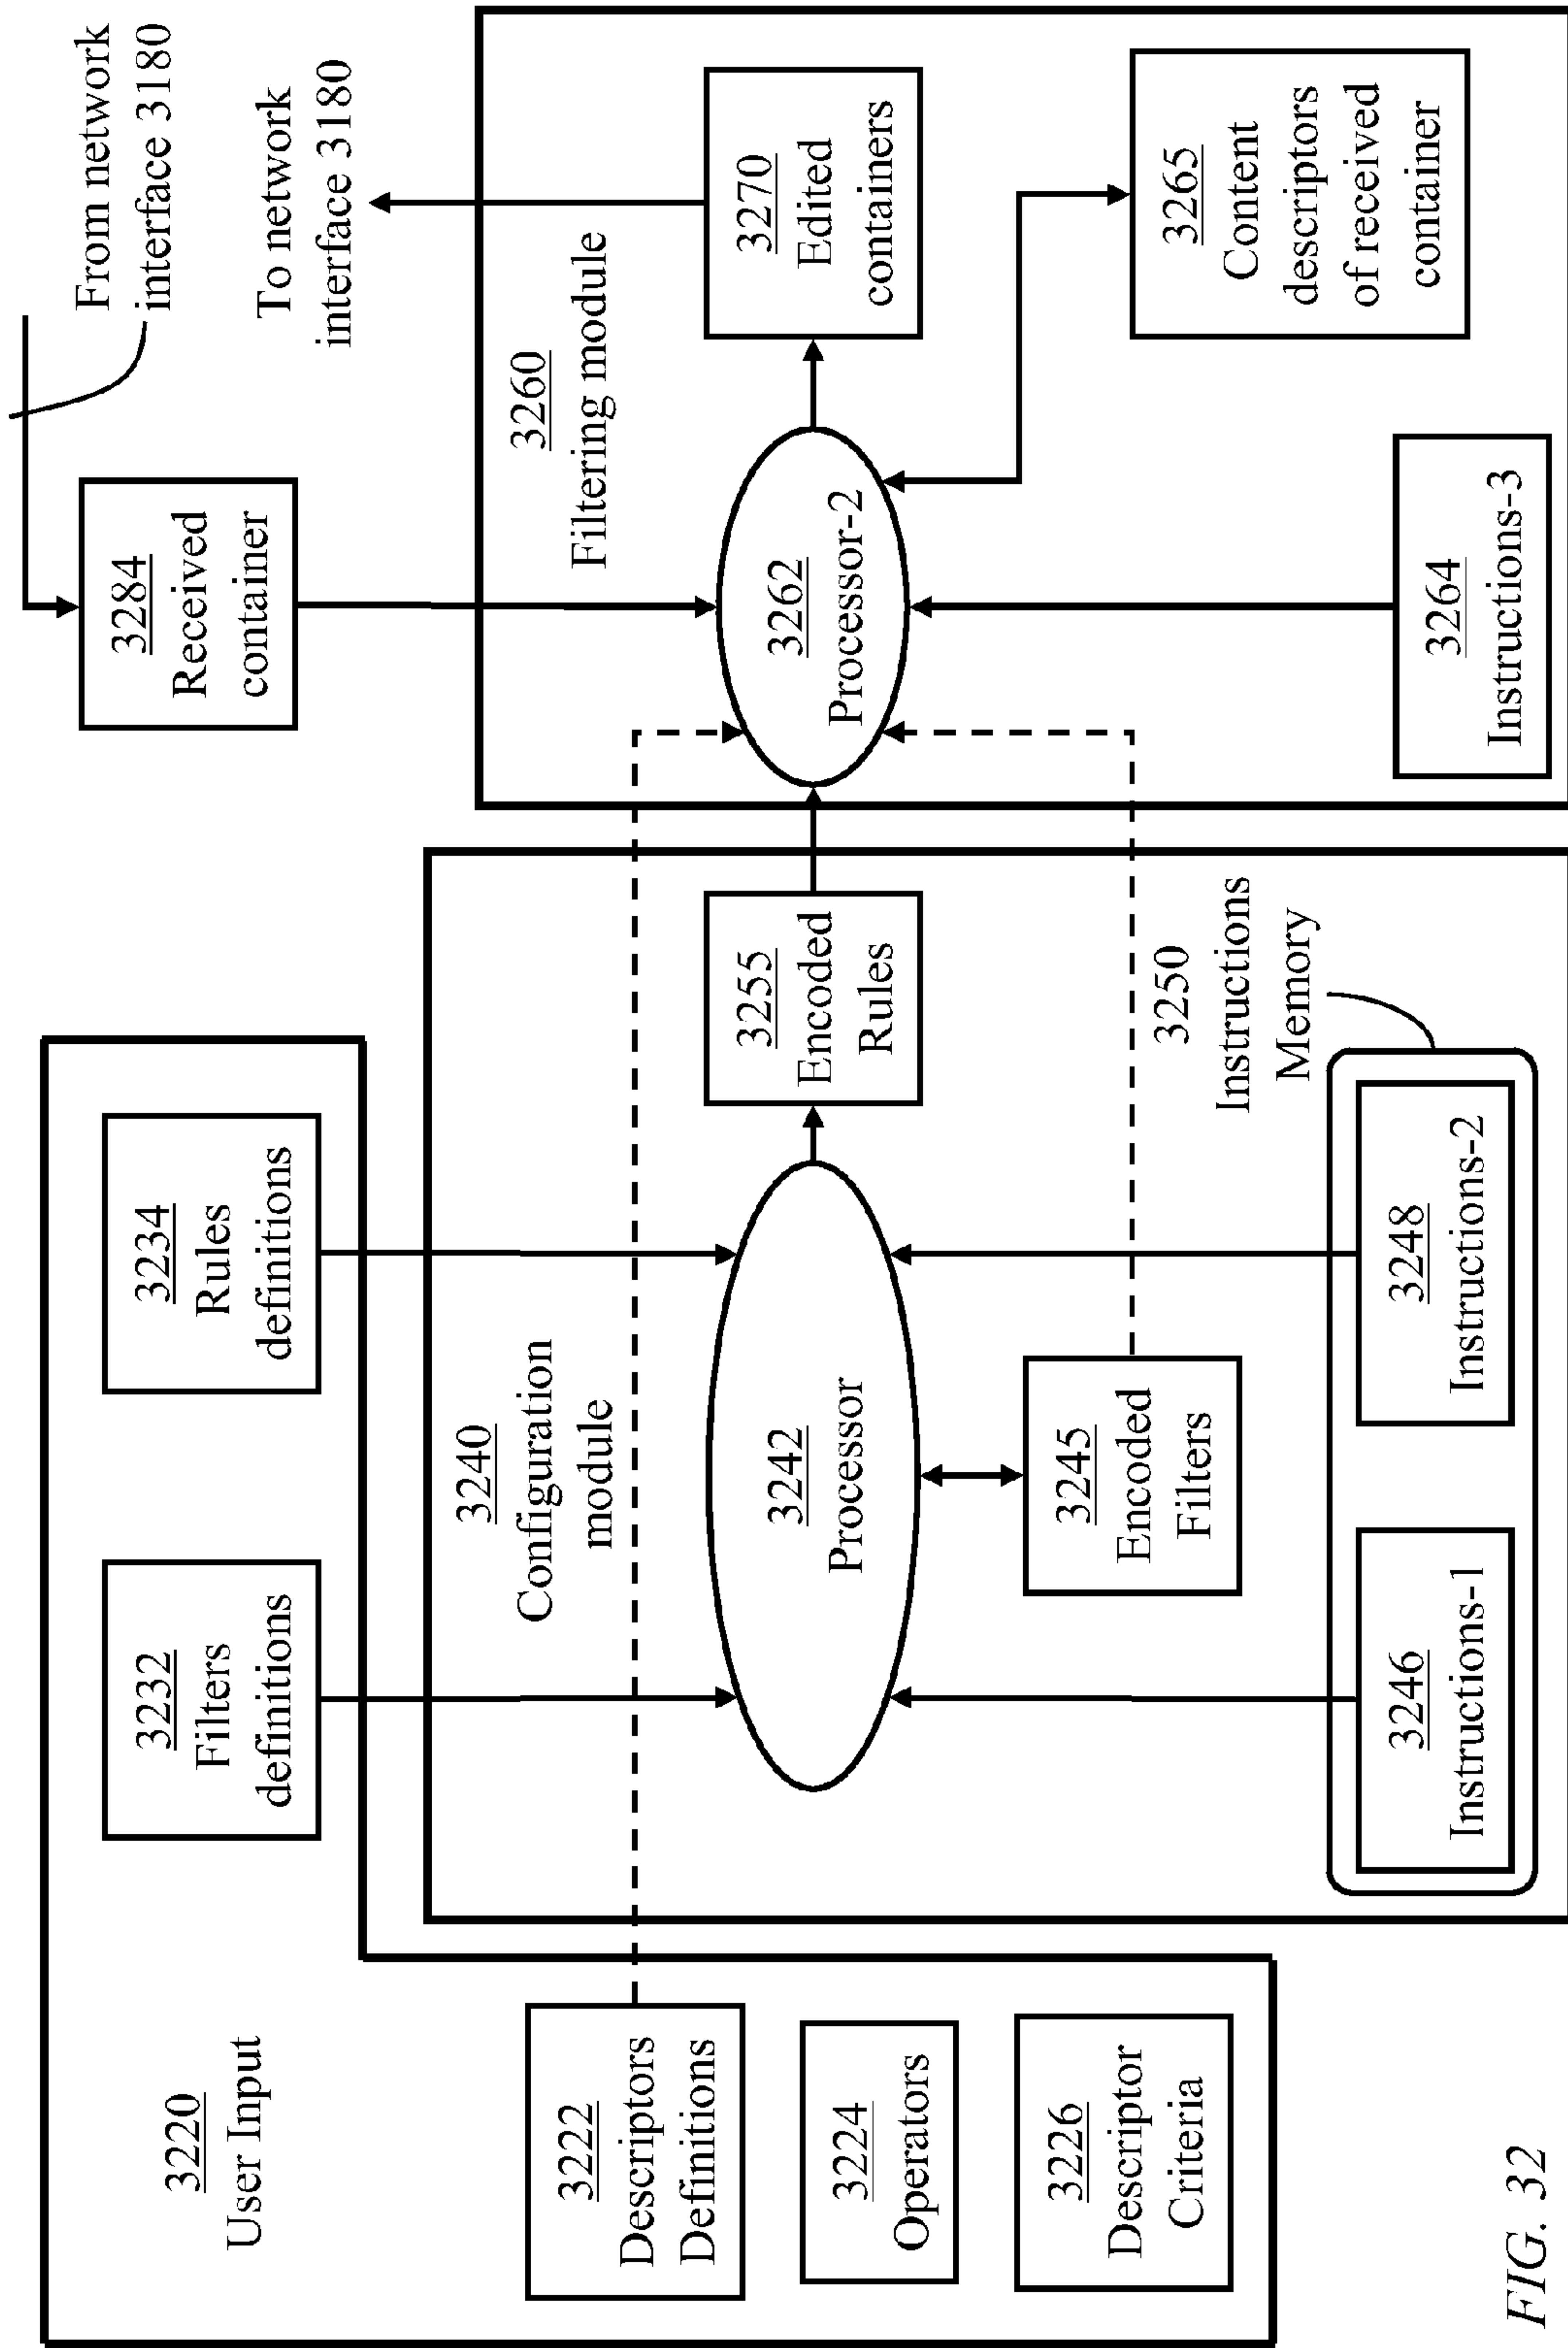 3220
User Input
3222
Descriptors
Definitions
3224
Operators
3226
Descriptor
Criteria
3232
Filters
definitions
3234
Rules
definitions
3240
Configuration
module
3242
Processor
3245
Encoded
Filters
3246
Instructions-1
3248
Instructions-2
3250
Instructions
Memory
3255
Encoded
Rules
3284
Received
container
From network
interface 3180
To network
interface 3180
3260
Filtering module
3262
Processor-2
3270
Edited
containers
3265
Content
descriptors
of received
container
3264
Instructions-3
FIG. 32